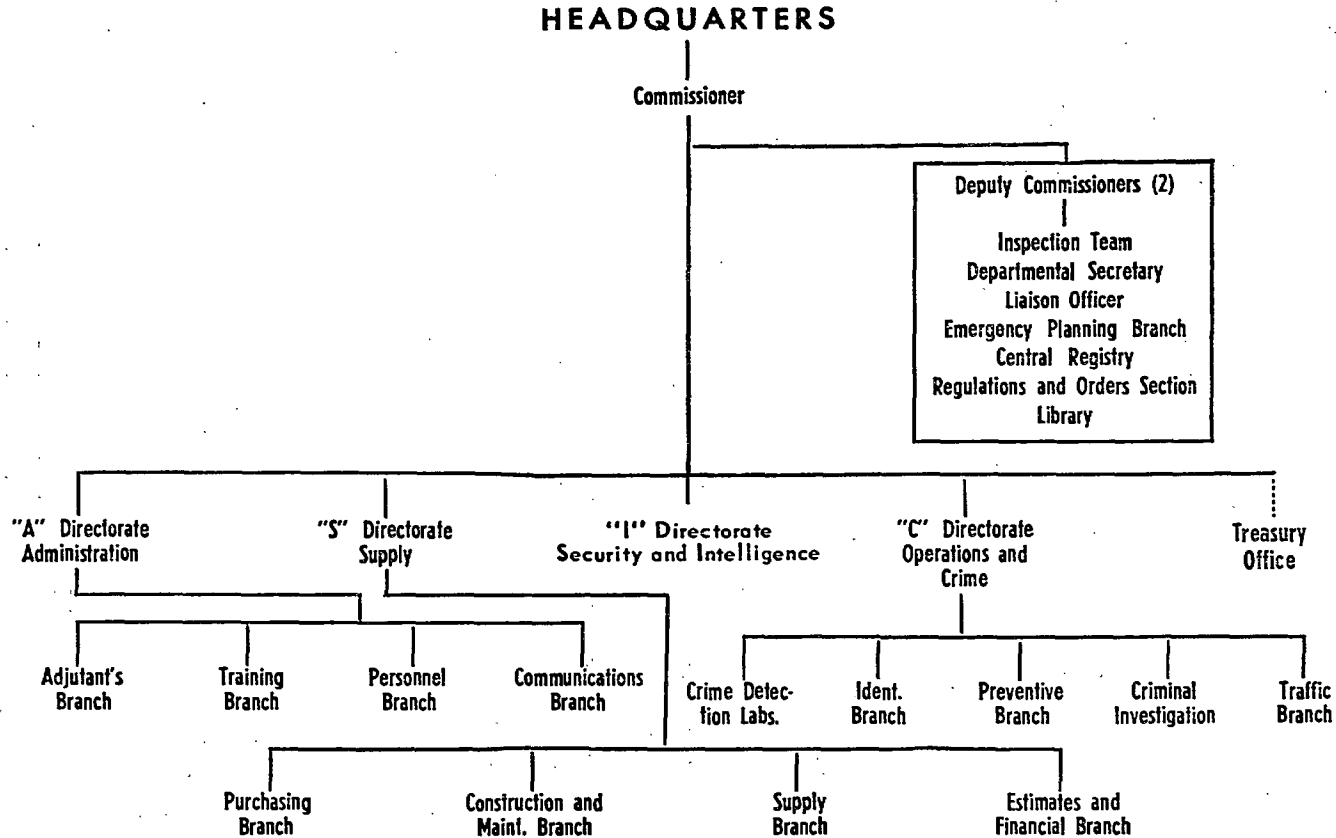 HEADQUARTERS
Commissioner
Deputy Commissioners (2)
Inspection Team
Departmental Secretary
Liaison Officer
Emergency Planning Branch
Central Registry
Regulations and Orders Section
Library
"A" Directorate
Administration
"S" Directorate
Supply
"I" Directorate
Security and Intelligence
"C" Directorate
Operations and
Crime
Treasury
Office
Adjutant's
Branch
Training
Branch
Personnel
Branch
Communications
Branch
Crime Detec-
tion Labs.
Ident.
Branch
Preventive
Branch
Criminal
Investigation
Traffic
Branch
Purchasing
Branch
Construction and
Maint. Branch
Supply
Branch
Estimates and
Financial Branch